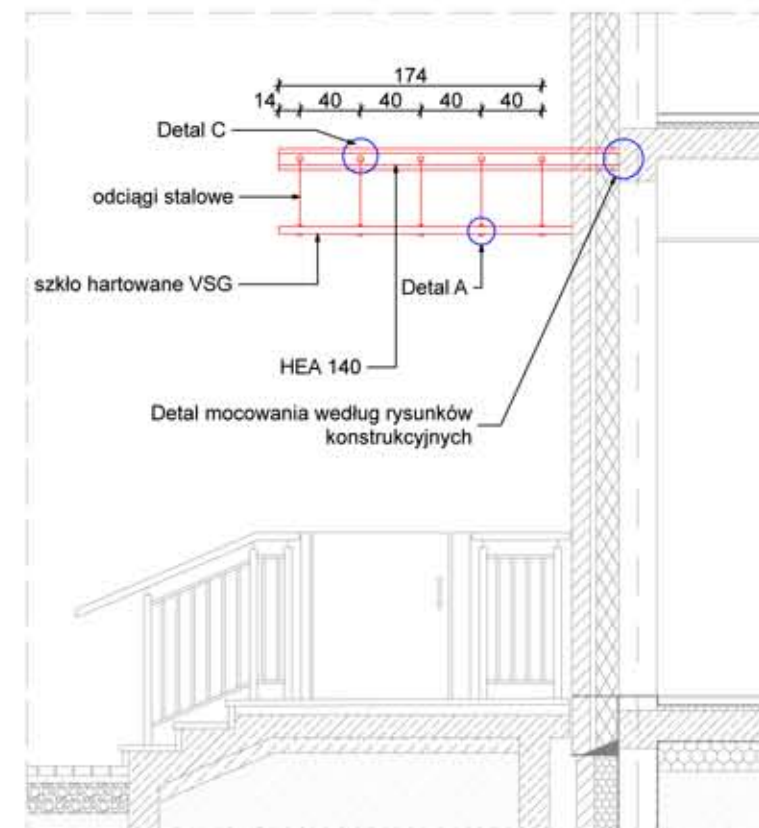 174
14 40 40 40 40
Detal C
odciągi stalowe
szkło hartowane VSG
Detal A
HEA 140
Detal mocowania według rysunków
konstrukcyjnych